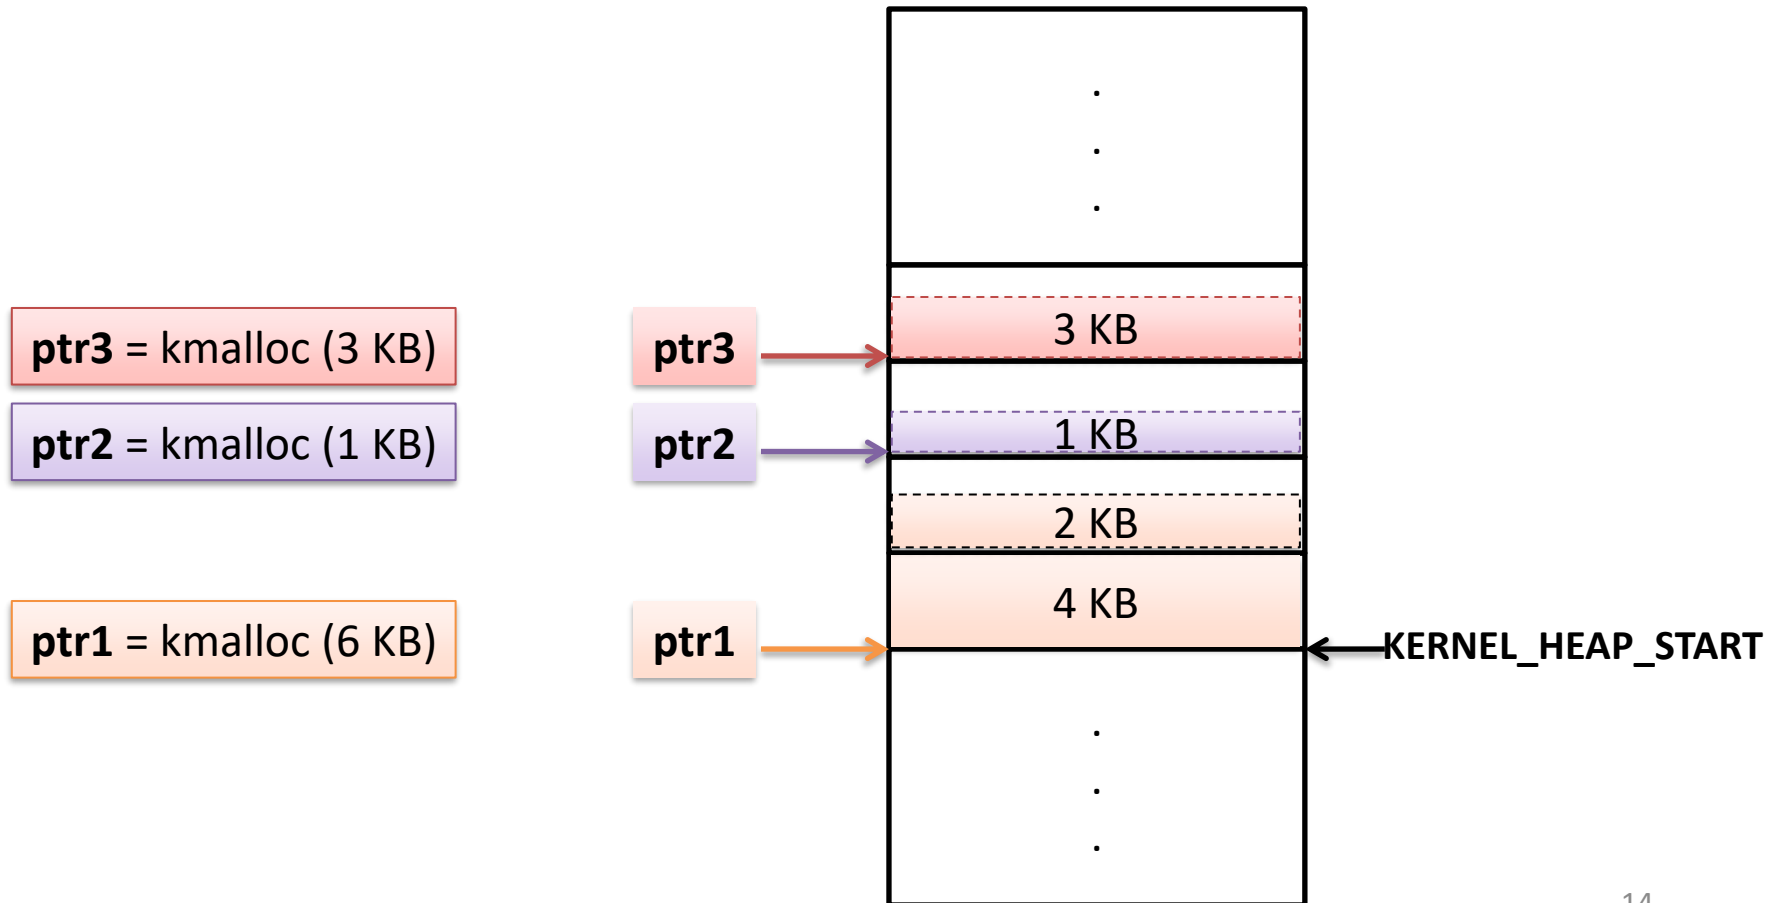 .
.
.
ptr3 = kmalloc (3 KB)
ptr3
3 KB
ptr2 = kmalloc (1 KB)
ptr2
1 KB
2 KB
4 KB
ptr1 = kmalloc (6 KB)
ptr1
KERNEL_HEAP_START
.
.
.
14